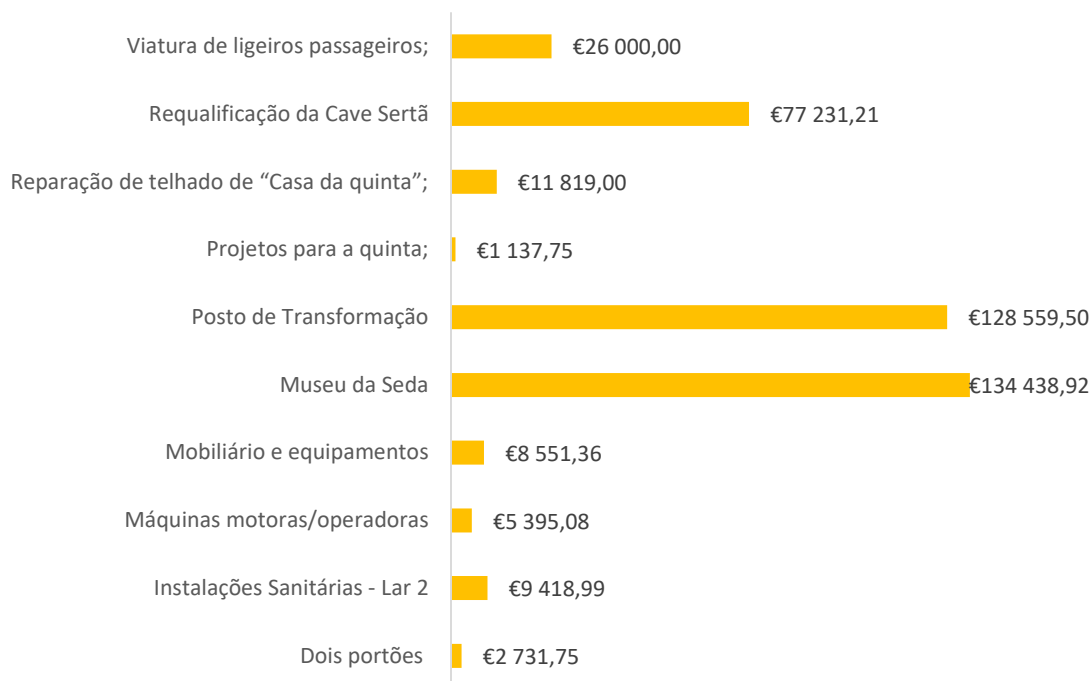 Viatura de ligeiros passageiros; €26 000,00
Requalificação da Cave Sertã €77 231,21
Reparação de telhado de “Casa da quinta”; €11 819,00
Projetos para a quinta; €1 137,75
Posto de Transformação €128 559,50
Museu da Seda €134 438,92
Mobiliário e equipamentos €8 551,36
Máquinas motoras/operadoras €5 395,08
Instalações Sanitárias - Lar 2 €9 418,99
Dois portões €2 731,75